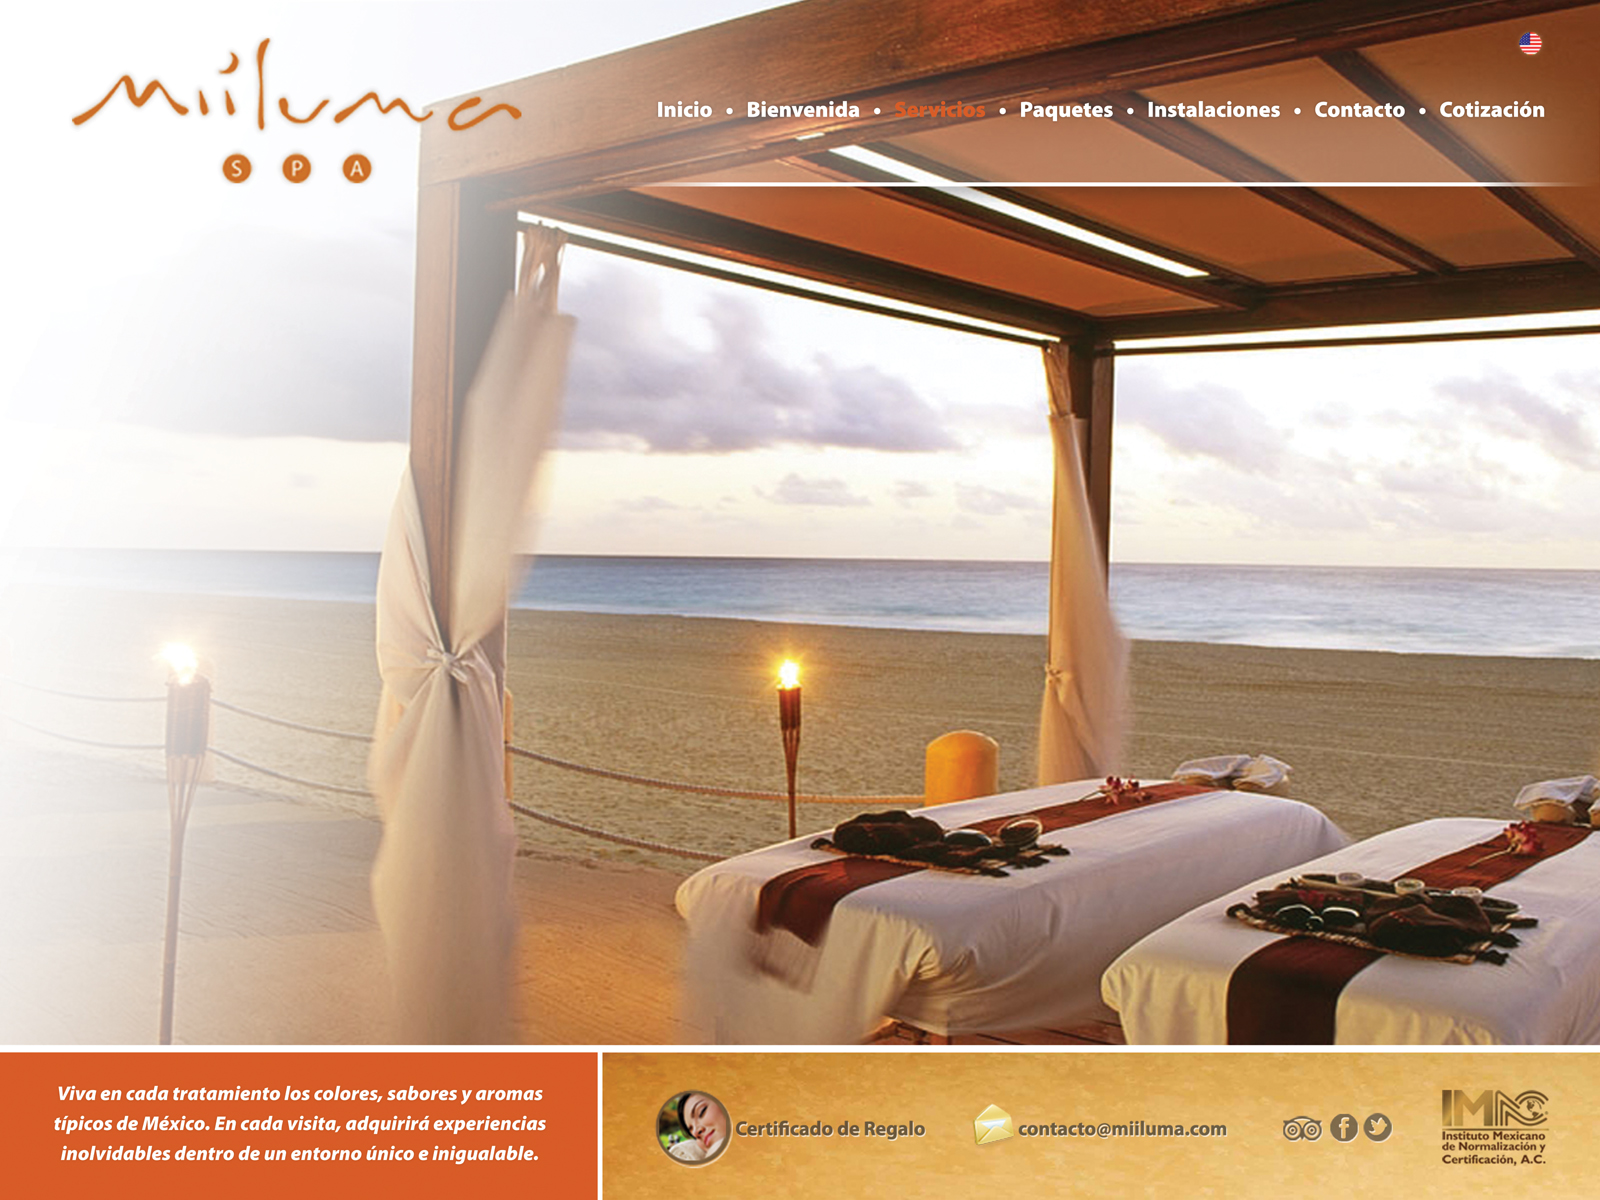 miiluma
SPA
Inicio • Bienvenida • Servicios • Paquetes • Instalaciones • Contacto • Cotización
Viva en cada tratamiento los colores, sabores y aromas
típicos de México. En cada visita, adquirirá experiencias
inolvidables dentro de un entorno único e inigualable.
Certificado de Regalo
contacto@miiluma.com
IMNC
Instituto Mexicano
de Normalización y
Certificación, A.C.